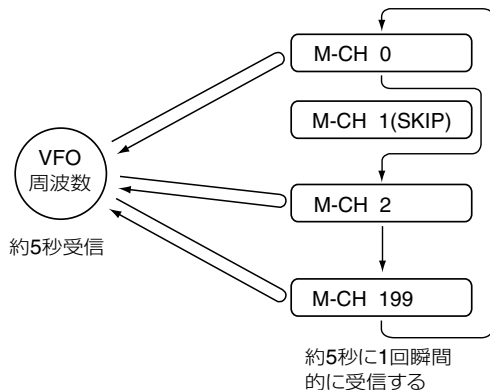 M-CH 0
M-CH 1(SKIP)
VFO
周波数
M-CH 2
約5秒受信
M-CH 199
約5秒に1回瞬間
的に受信する